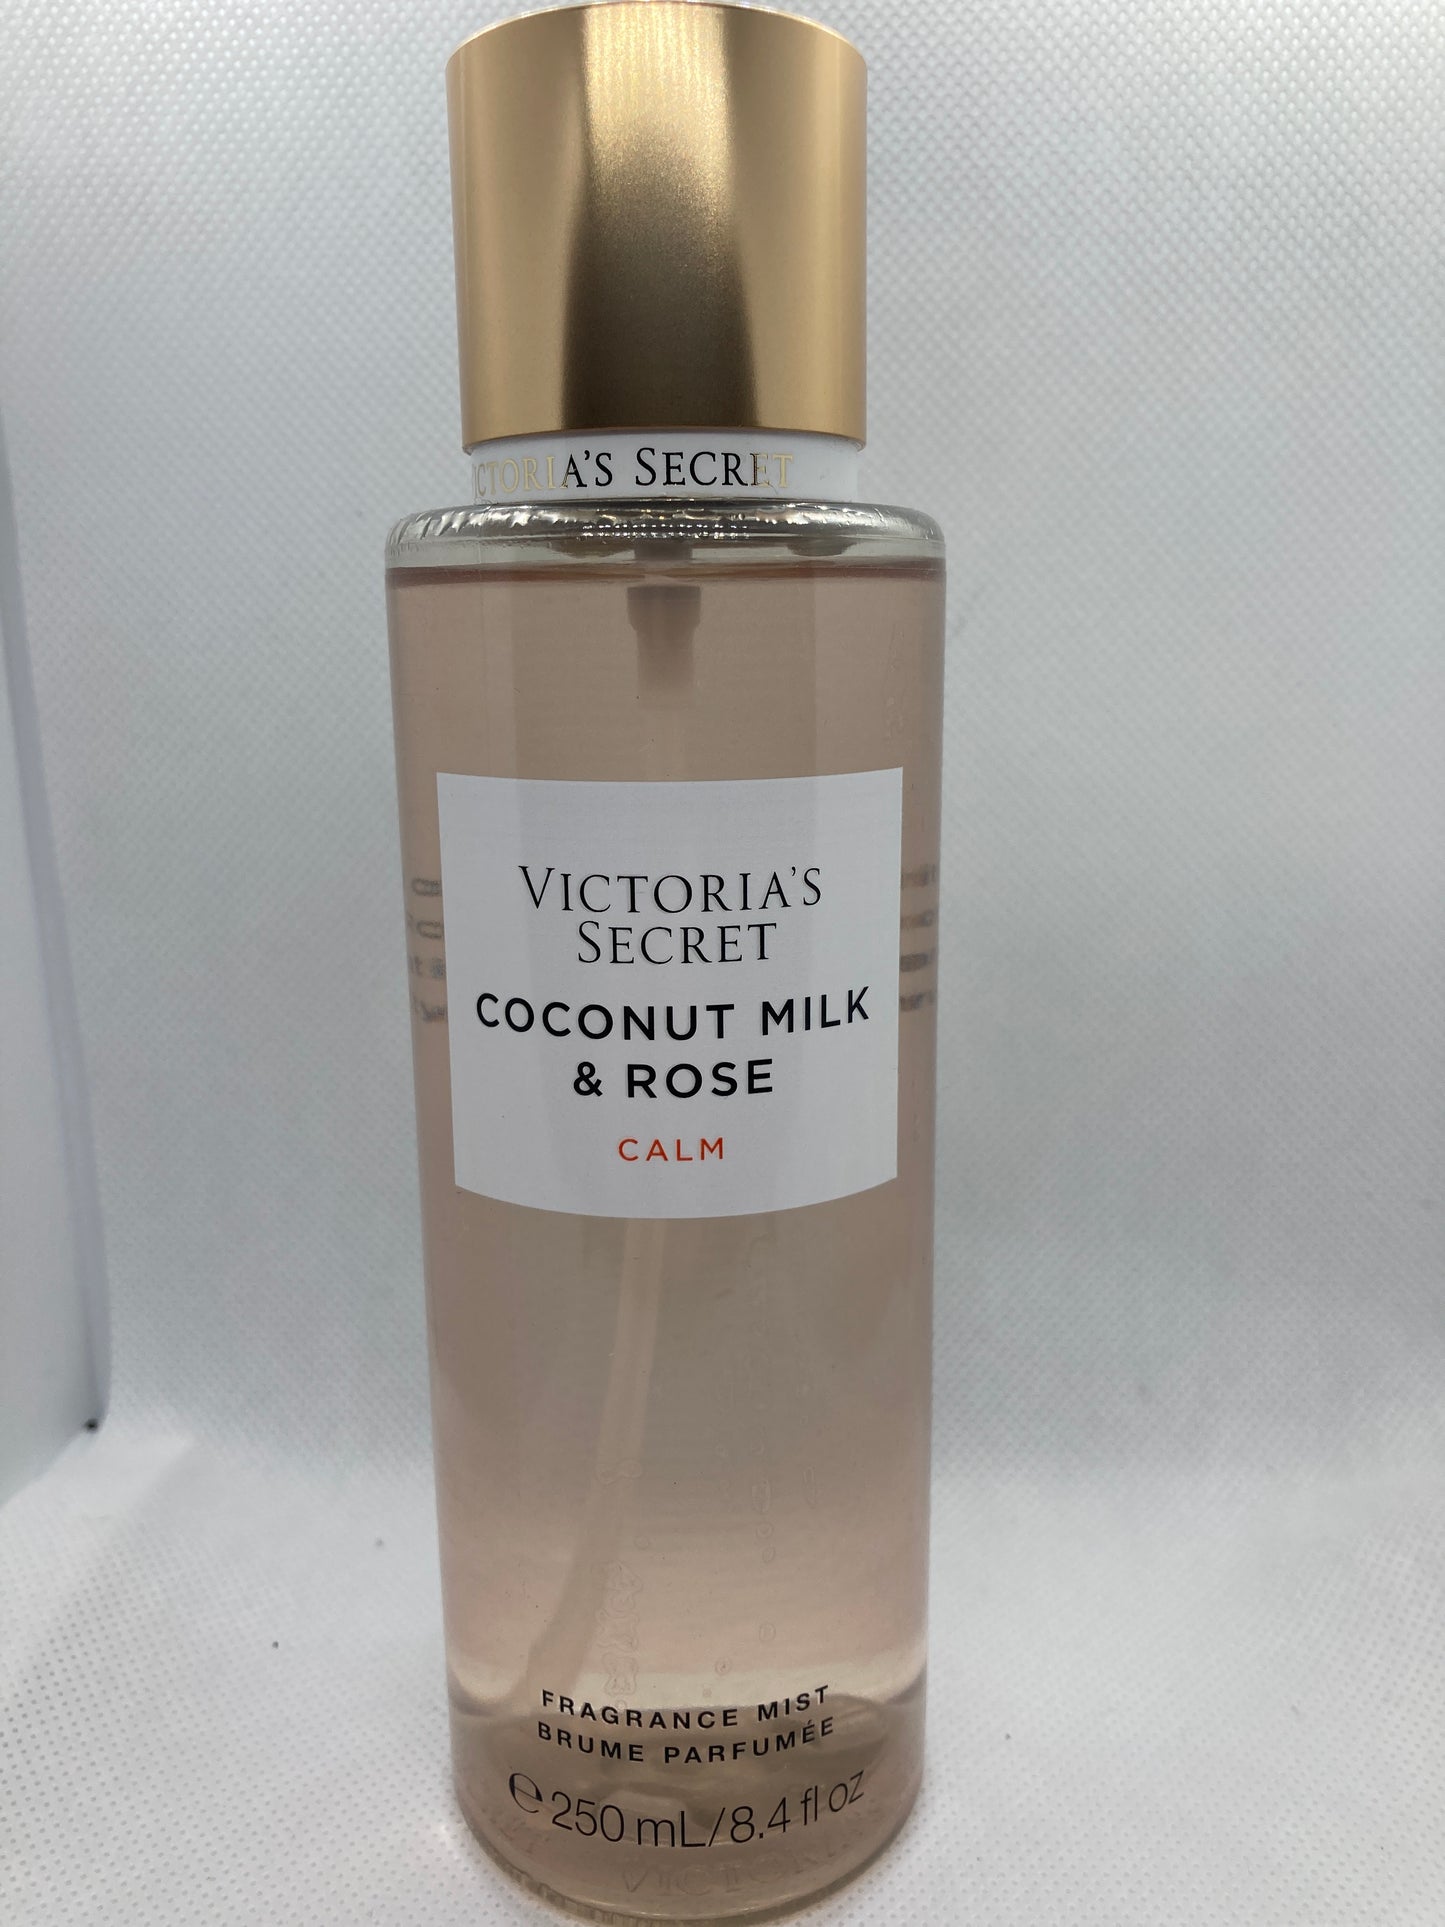 VICTORIA'S SECRET
VICTORIA'S
SECRET
COCONUT MILK
& ROSE
CALM
FRAGRANCE MIST
BRUME PARFUMÉE
℮ 250 mL/8.4 fl oz